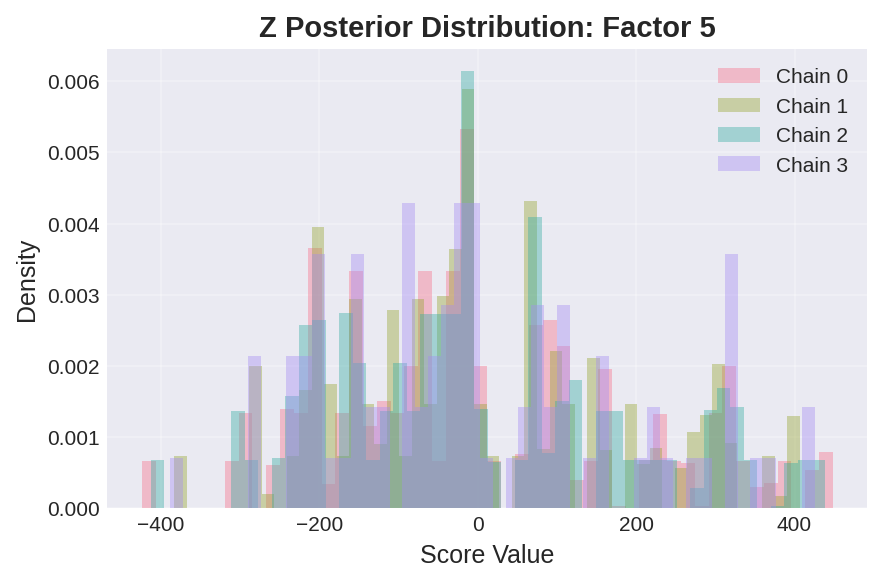 Z Posterior Distribution: Factor 5
Chain 0
Chain 1
Chain 2
Chain 3
0.006
0.005
0.004
0.003
0.002
0.001
0.000
Density
−400
−200
0
200
400
Score Value